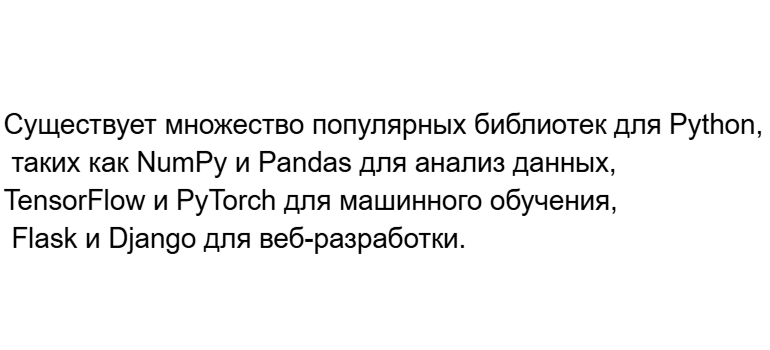 Существует множество популярных библиотек для Python,
таких как NumPy и Pandas для анализ данных,
TensorFlow и PyTorch для машинного обучения,
Flask и Django для веб-разработки.